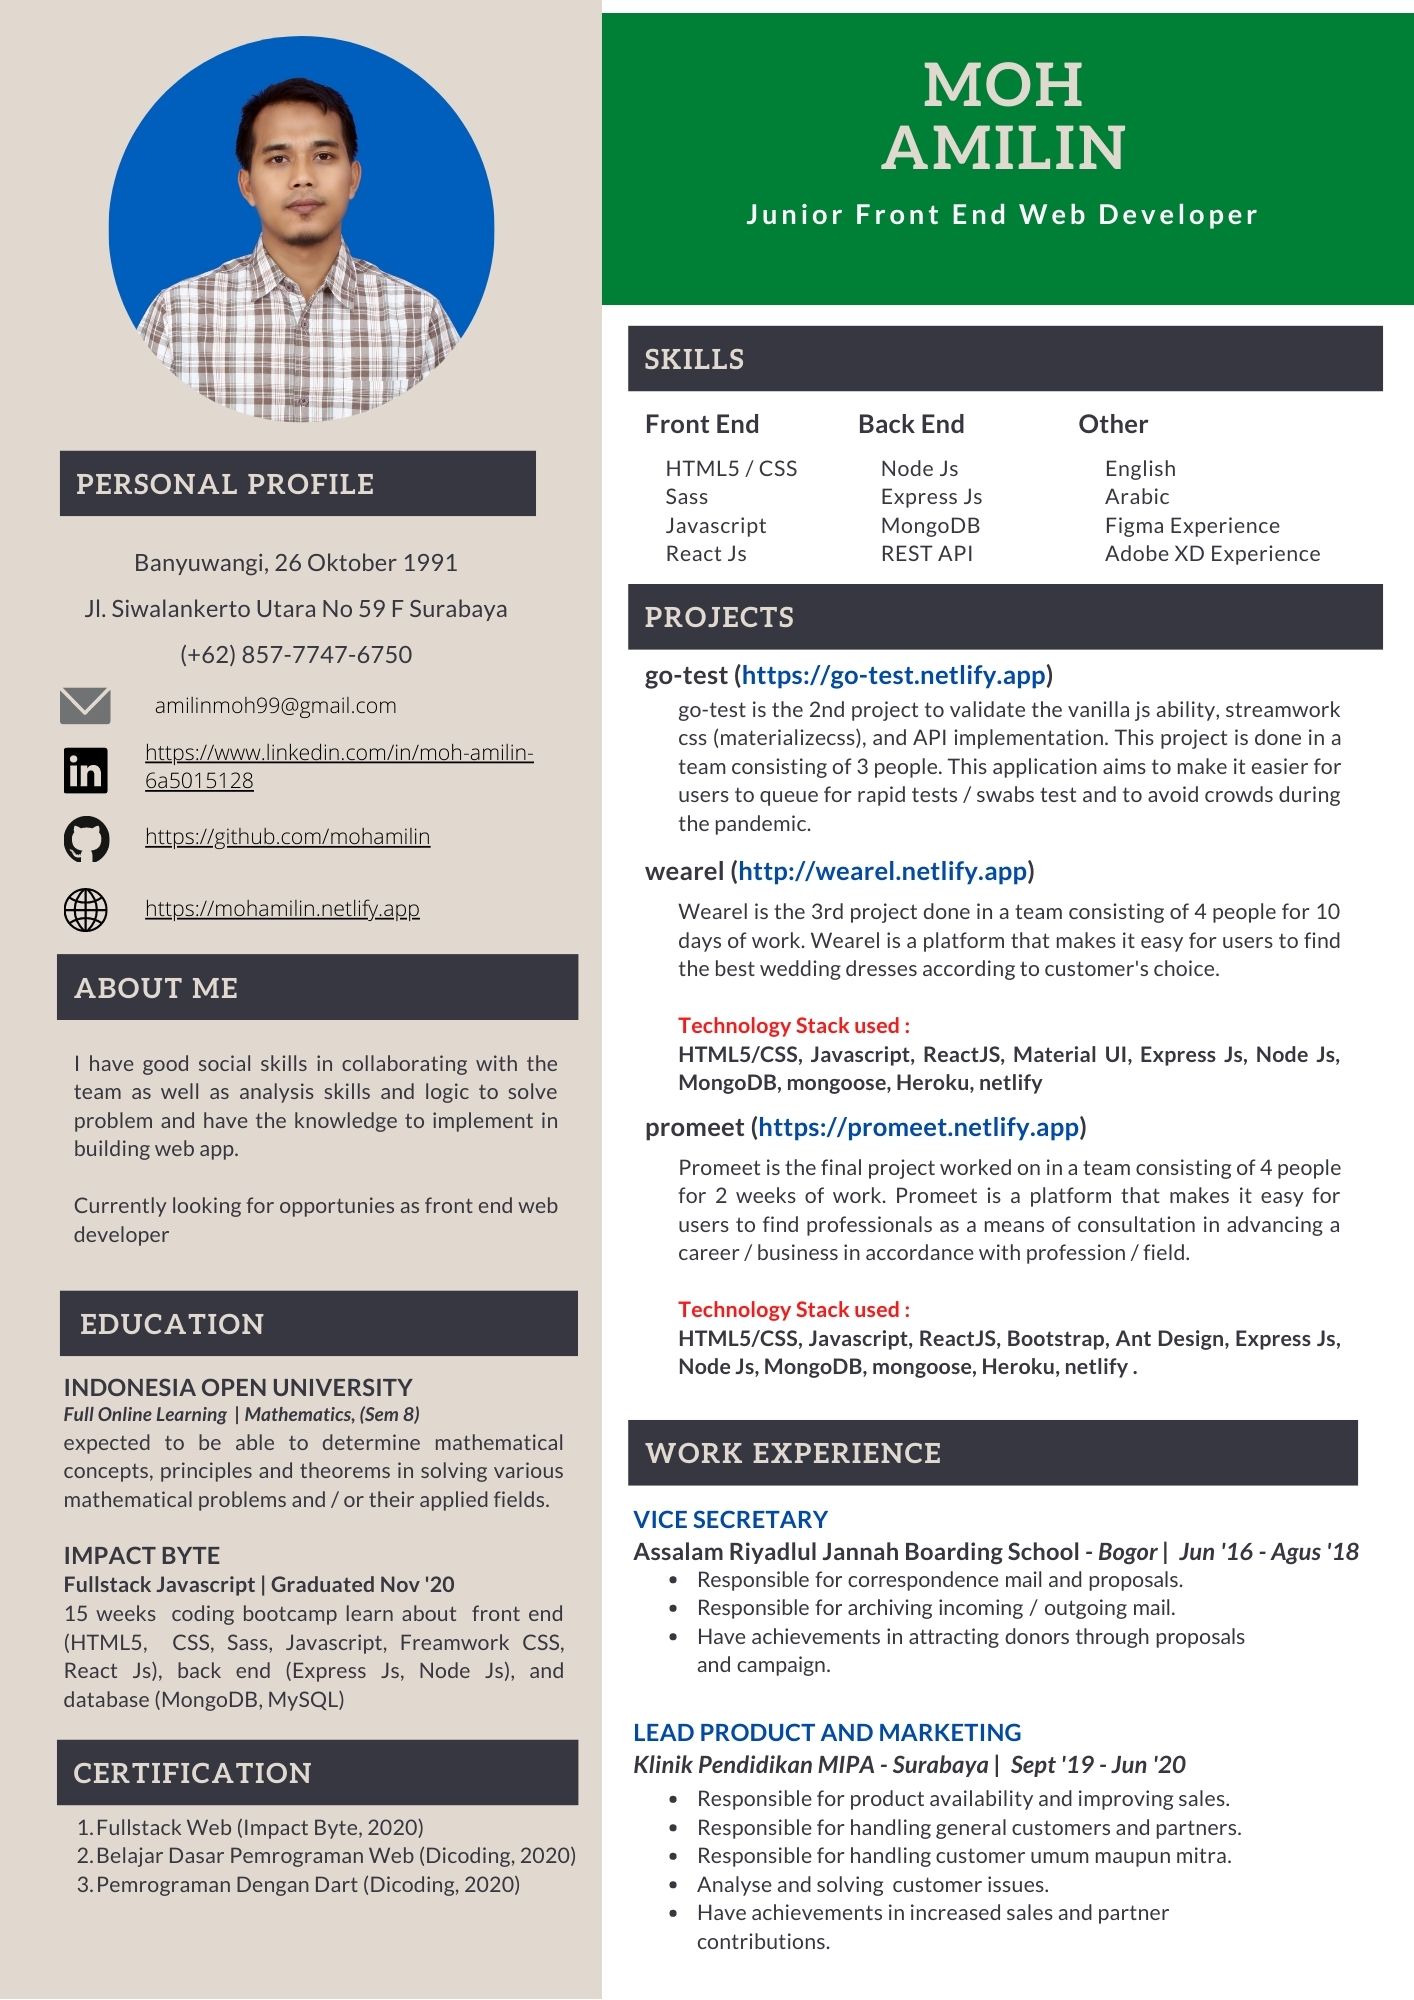 MOH
AMILIN
Junior Front End Web Developer
PERSONAL PROFILE
Banyuwangi, 26 Oktober 1991
Jl. Siwalankerto Utara No 59 F Surabaya
(+62) 857-7747-6750
amilinmoh99@gmail.com
https://www.linkedin.com/in/moh-amilin-
6a5015128
https://github.com/mohamilin
https://mohamilin.netlify.app
ABOUT ME
I have good social skills in collaborating with the
team as well as analysis skills and logic to solve
problem and have the knowledge to implement in
building web app.
Currently looking for opportunies as front end web
developer
EDUCATION
INDONESIA OPEN UNIVERSITY
Full Online Learning | Mathematics, (Sem 8)
expected to be able to determine mathematical
concepts, principles and theorems in solving various
mathematical problems and / or their applied fields.
IMPACT BYTE
Fullstack Javascript | Graduated Nov '20
15 weeks coding bootcamp learn about front end
(HTML5, CSS, Sass, Javascript, Freamwork CSS,
React Js), back end (Express Js, Node Js), and
database (MongoDB, MySQL)
CERTIFICATION
1. Fullstack Web (Impact Byte, 2020)
2. Belajar Dasar Pemrograman Web (Dicoding, 2020)
3. Pemrograman Dengan Dart (Dicoding, 2020)
SKILLS
Front End
HTML5 / CSS
Sass
Javascript
React Js
Back End
Node Js
Express Js
MongoDB
REST API
Other
English
Arabic
Figma Experience
Adobe XD Experience
PROJECTS
go-test (https://go-test.netlify.app)
go-test is the 2nd project to validate the vanilla js ability, streamwork
css (materializecss), and API implementation. This project is done in a
team consisting of 3 people. This application aims to make it easier for
users to queue for rapid tests / swabs test and to avoid crowds during
the pandemic.
wearel (http://wearel.netlify.app)
Wearel is the 3rd project done in a team consisting of 4 people for 10
days of work. Wearel is a platform that makes it easy for users to find
the best wedding dresses according to customer's choice.
Technology Stack used :
HTML5/CSS, Javascript, ReactJS, Material UI, Express Js, Node Js,
MongoDB, mongoose, Heroku, netlify
promeet (https://promeet.netlify.app)
Promeet is the final project worked on in a team consisting of 4 people
for 2 weeks of work. Promeet is a platform that makes it easy for
users to find professionals as a means of consultation in advancing a
career / business in accordance with profession / field.
Technology Stack used :
HTML5/CSS, Javascript, ReactJS, Bootstrap, Ant Design, Express Js,
Node Js, MongoDB, mongoose, Heroku, netlify .
WORK EXPERIENCE
VICE SECRETARY
Assalam Riyadlul Jannah Boarding School - Bogor | Jun '16 - Agus '18
• Responsible for correspondence mail and proposals.
• Responsible for archiving incoming / outgoing mail.
• Have achievements in attracting donors through proposals
and campaign.
LEAD PRODUCT AND MARKETING
Klinik Pendidikan MIPA - Surabaya | Sept '19 - Jun '20
• Responsible for product availability and improving sales.
• Responsible for handling general customers and partners.
• Responsible for handling customer umum maupun mitra.
• Analyse and solving customer issues.
• Have achievements in increased sales and partner
contributions.